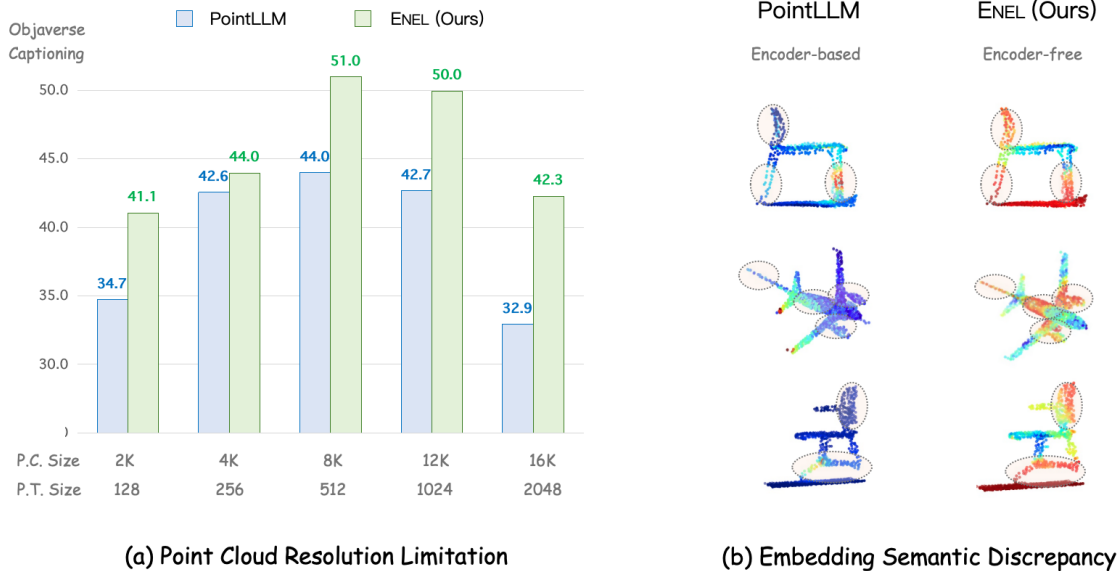 PointLLM
ENEL (Ours)
Objaverse
Captioning
50.0
45.0
40.0
35.0
30.0
)
34.7
41.1
42.6
44.0
44.0
51.0
42.7
50.0
32.9
42.3
P.C. Size 2K 4K 8K 12K 16K
P.T. Size 128 256 512 1024 2048
(a) Point Cloud Resolution Limitation
PointLLM
ENEL (Ours)
Encoder-based
Encoder-free
(b) Embedding Semantic Discrepancy